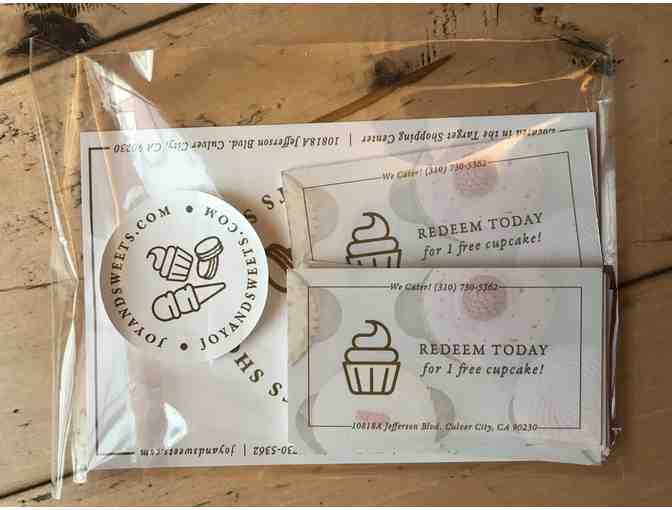 Located in the Target Shopping Center | 10818A Jefferson Blvd. Culver City, CA 90230
We Cater! (310) 730-5362
REDEEM TODAY
for 1 free cupcake!
JOYANDSWEETS.COM • JOYANDSWEETS.COM •
We Cater! (310) 730-5362
REDEEM TODAY
for 1 free cupcake!
10818A Jefferson Blvd. Culver City, CA 90230
730-5362 | joyandsweets.com